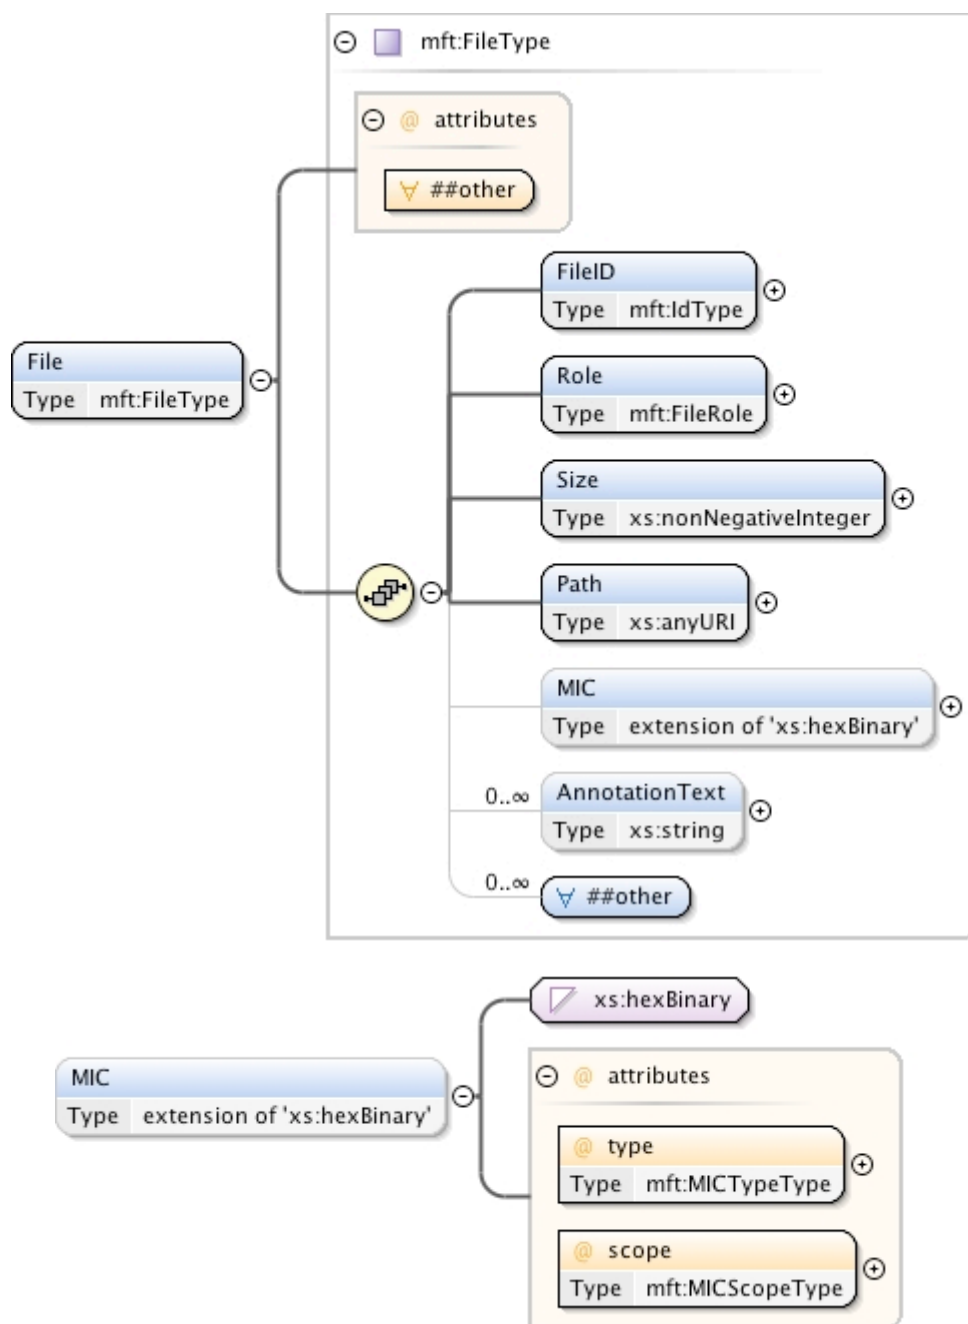 mft:FileType
@ attributes
∀ ##other
FileID
Type mft:IdType
File
Type mft:FileType
Role
Type mft:FileRole
Size
Type xs:nonNegativeInteger
Path
Type xs:anyURI
MIC
Type extension of 'xs:hexBinary'
0..∞
AnnotationText
Type xs:string
0..∞
∀ ##other
xs:hexBinary
MIC
Type extension of 'xs:hexBinary'
@ attributes
@ type
Type mft:MICTypeType
@ scope
Type mft:MICScopeType